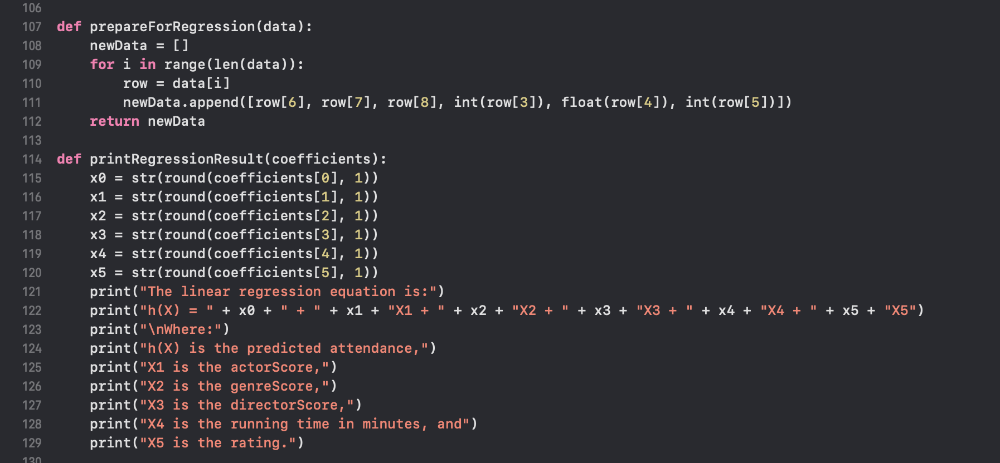 106
107 def prepareForRegression(data):
108     newData = []
109     for i in range(len(data)):
110         row = data[i]
111         newData.append([row[6], row[7], row[8], int(row[3]), float(row[4]), int(row[5])])
112     return newData
113
114 def printRegressionResult(coefficients):
115     x0 = str(round(coefficients[0], 1))
116     x1 = str(round(coefficients[1], 1))
117     x2 = str(round(coefficients[2], 1))
118     x3 = str(round(coefficients[3], 1))
119     x4 = str(round(coefficients[4], 1))
120     x5 = str(round(coefficients[5], 1))
121     print("The linear regression equation is:")
122     print("h(X) = " + x0 + " + " + x1 + "X1 + " + x2 + "X2 + " + x3 + "X3 + " + x4 + "X4 + " + x5 + "X5")
123     print("\nWhere:")
124     print("h(X) is the predicted attendance,")
125     print("X1 is the actorScore,")
126     print("X2 is the genreScore,")
127     print("X3 is the directorScore,")
128     print("X4 is the running time in minutes, and")
129     print("X5 is the rating.")
130